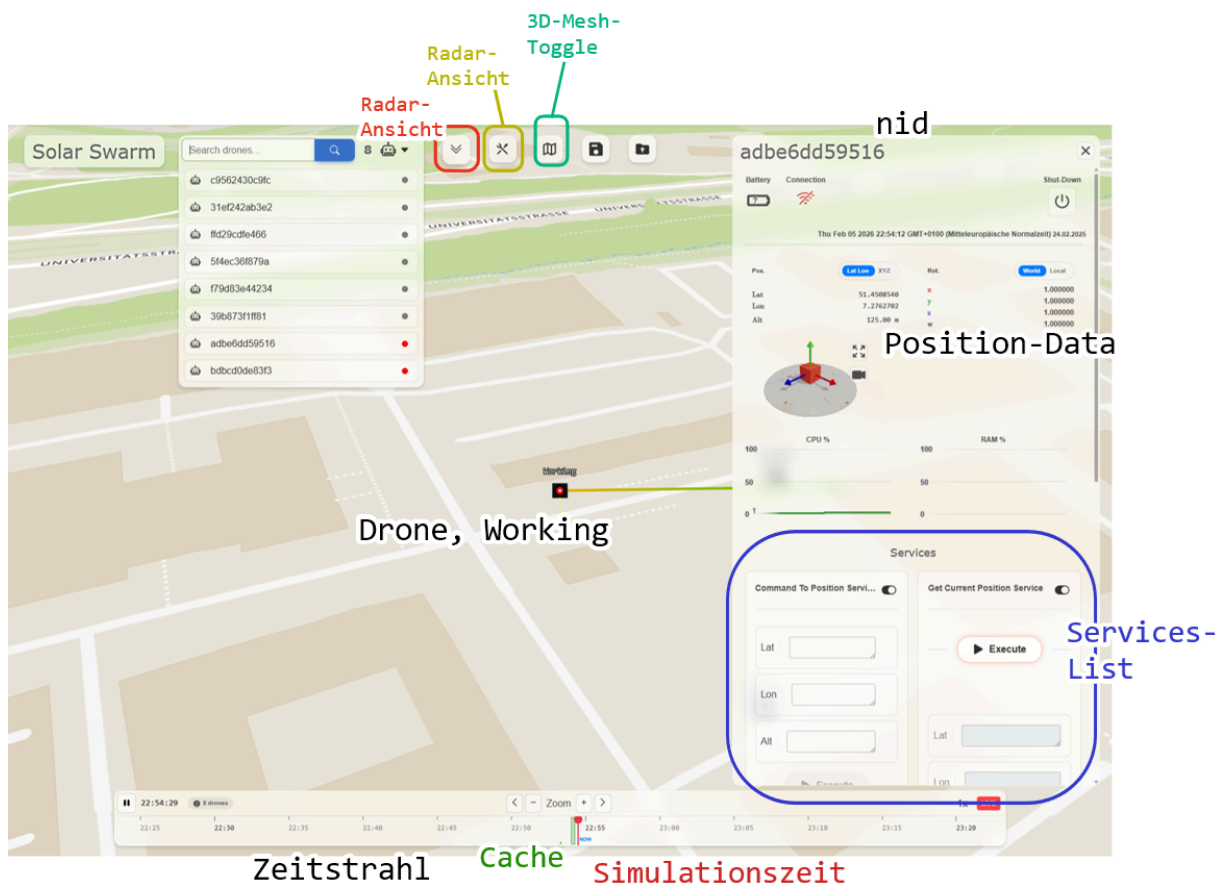 3D-Mesh-
Toggle
Radar-
Ansicht
Radar-
Ansicht
nid
Solar Swarm
Search drones...
8
adbe6dd59516
c9562430c9fc
31ef242ab3e2
ffd29cdfe466
5f4ec36f879a
f79d83e44234
39b873f1ff81
adbe6dd59516
bdbcd0de83f3
UNIVERSITATSSTRASSE
Battery
Connection
Shut-Down
Thu Feb 05 2026 22:54:12 GMT+0100 (Mitteleuropäische Normalzeit) 24.02.2025
Pos.
Lat Lon
XYZ
Rot.
World
Local
Lat 51.4508540
Lon 7.2762702
Alt 125.00 m
x 1.000000
y 1.000000
z 1.000000
w 1.000000
Position-Data
CPU %
100
50
0
1
RAM %
100
50
0
Working
Drone, Working
Services
Command To Position Servi...
Lat
Lon
Alt
Execute
Get Current Position Service
Execute
Lat
Lon
Services-
List
22:54:29
8 drones
Zoom
22:25 22:30 22:35 22:40 22:45 22:50 22:55 23:00 23:05 23:10 23:15 23:20
NOW
Zeitstrahl
Cache
Simulationszeit